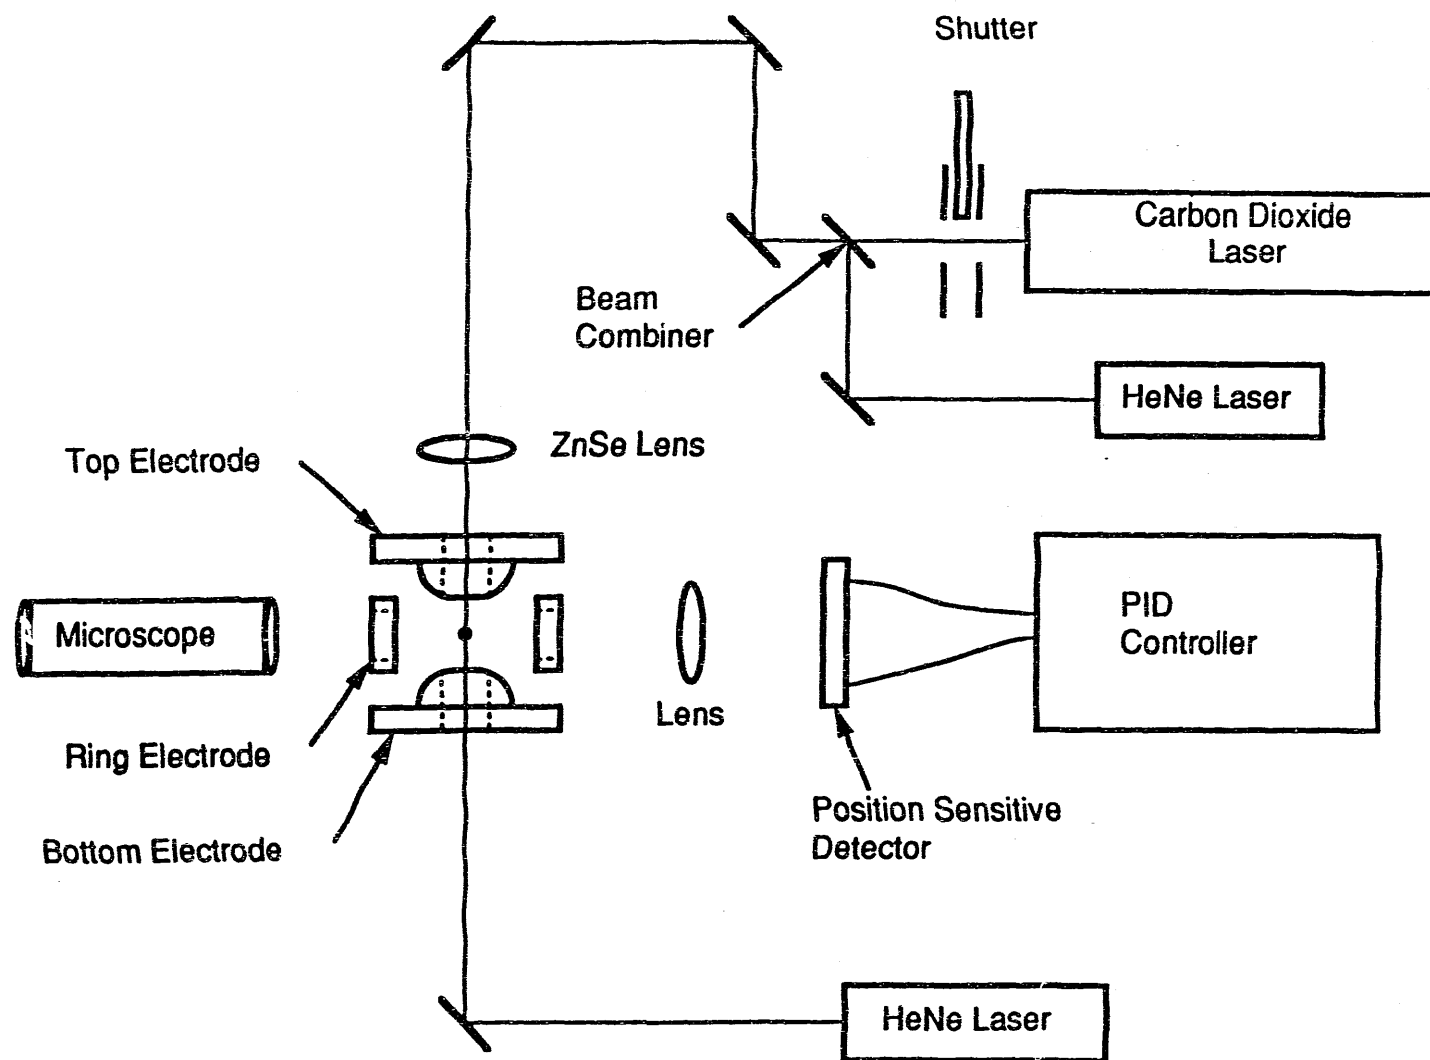 Shutter
Carbon Dioxide
Laser
Beam
Combiner
HeNe Laser
ZnSe Lens
Top Electrode
Microscope
PID
Controller
Lens
Ring Electrode
Position Sensitive
Detector
Bottom Electrode
HeNe Laser